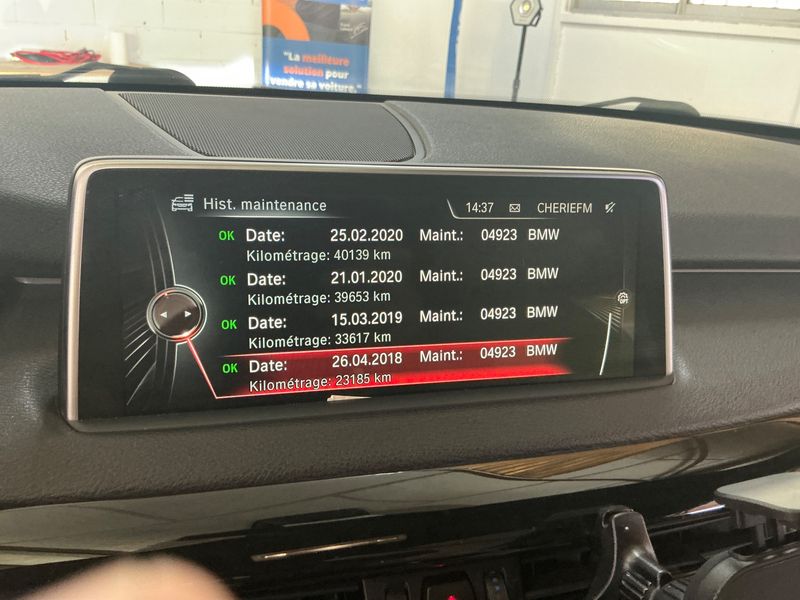 "La meilleure
solution pour
vendre sa voiture."
Hist. maintenance
14:37 CHERIEFM
OK Date: 25.02.2020 Maint.: 04923 BMW
Kilométrage: 40139 km
OK Date: 21.01.2020 Maint.: 04923 BMW
Kilométrage: 39653 km
OK Date: 15.03.2019 Maint.: 04923 BMW
Kilométrage: 33617 km
OK Date: 26.04.2018 Maint.: 04923 BMW
Kilométrage: 23185 km
OFF